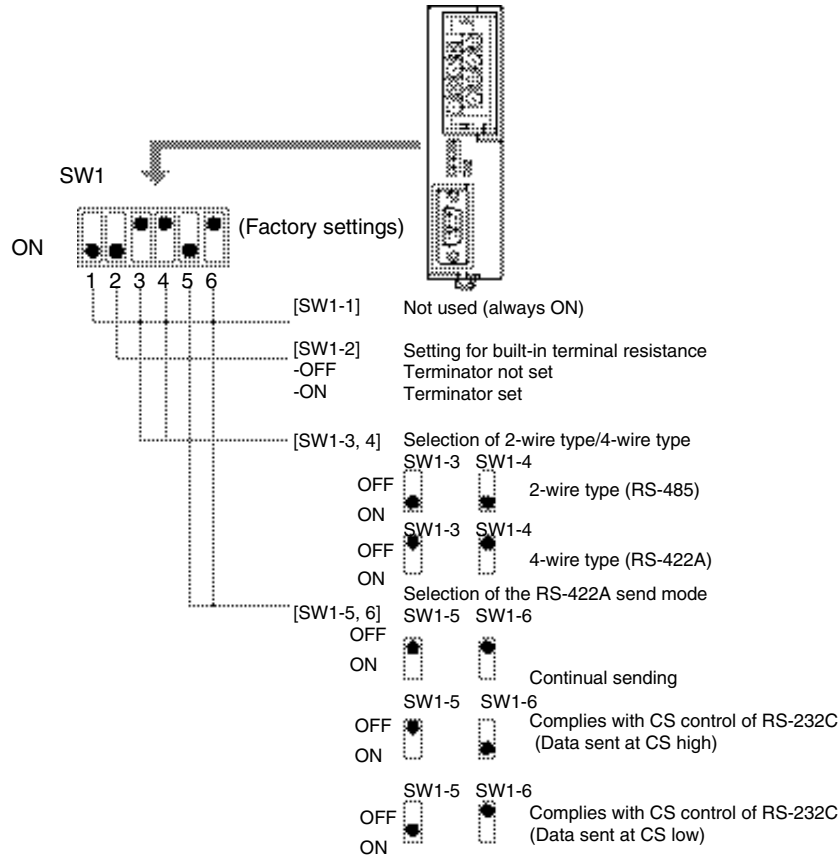 SW1
(Factory settings)
ON
1 2 3 4 5 6
[SW1-1] Not used (always ON)
[SW1-2] Setting for built-in terminal resistance
-OFF Terminator not set
-ON Terminator set
[SW1-3, 4] Selection of 2-wire type/4-wire type
SW1-3 SW1-4
OFF
2-wire type (RS-485)
ON
SW1-3 SW1-4
OFF
4-wire type (RS-422A)
ON
Selection of the RS-422A send mode
[SW1-5, 6] SW1-5 SW1-6
OFF
ON
Continual sending
SW1-5 SW1-6
OFF Complies with CS control of RS-232C
ON (Data sent at CS high)
SW1-5 SW1-6
OFF Complies with CS control of RS-232C
ON (Data sent at CS low)